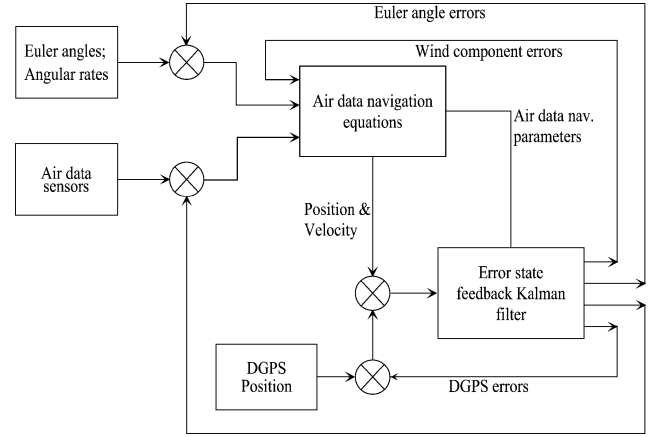 Euler angle errors
Euler angles;
Angular rates
Wind component errors
Air data navigation
equations
Air data nav.
parameters
Air data
sensors
Position &
Velocity
Error state
feedback Kalman
filter
DGPS
Position
DGPS errors